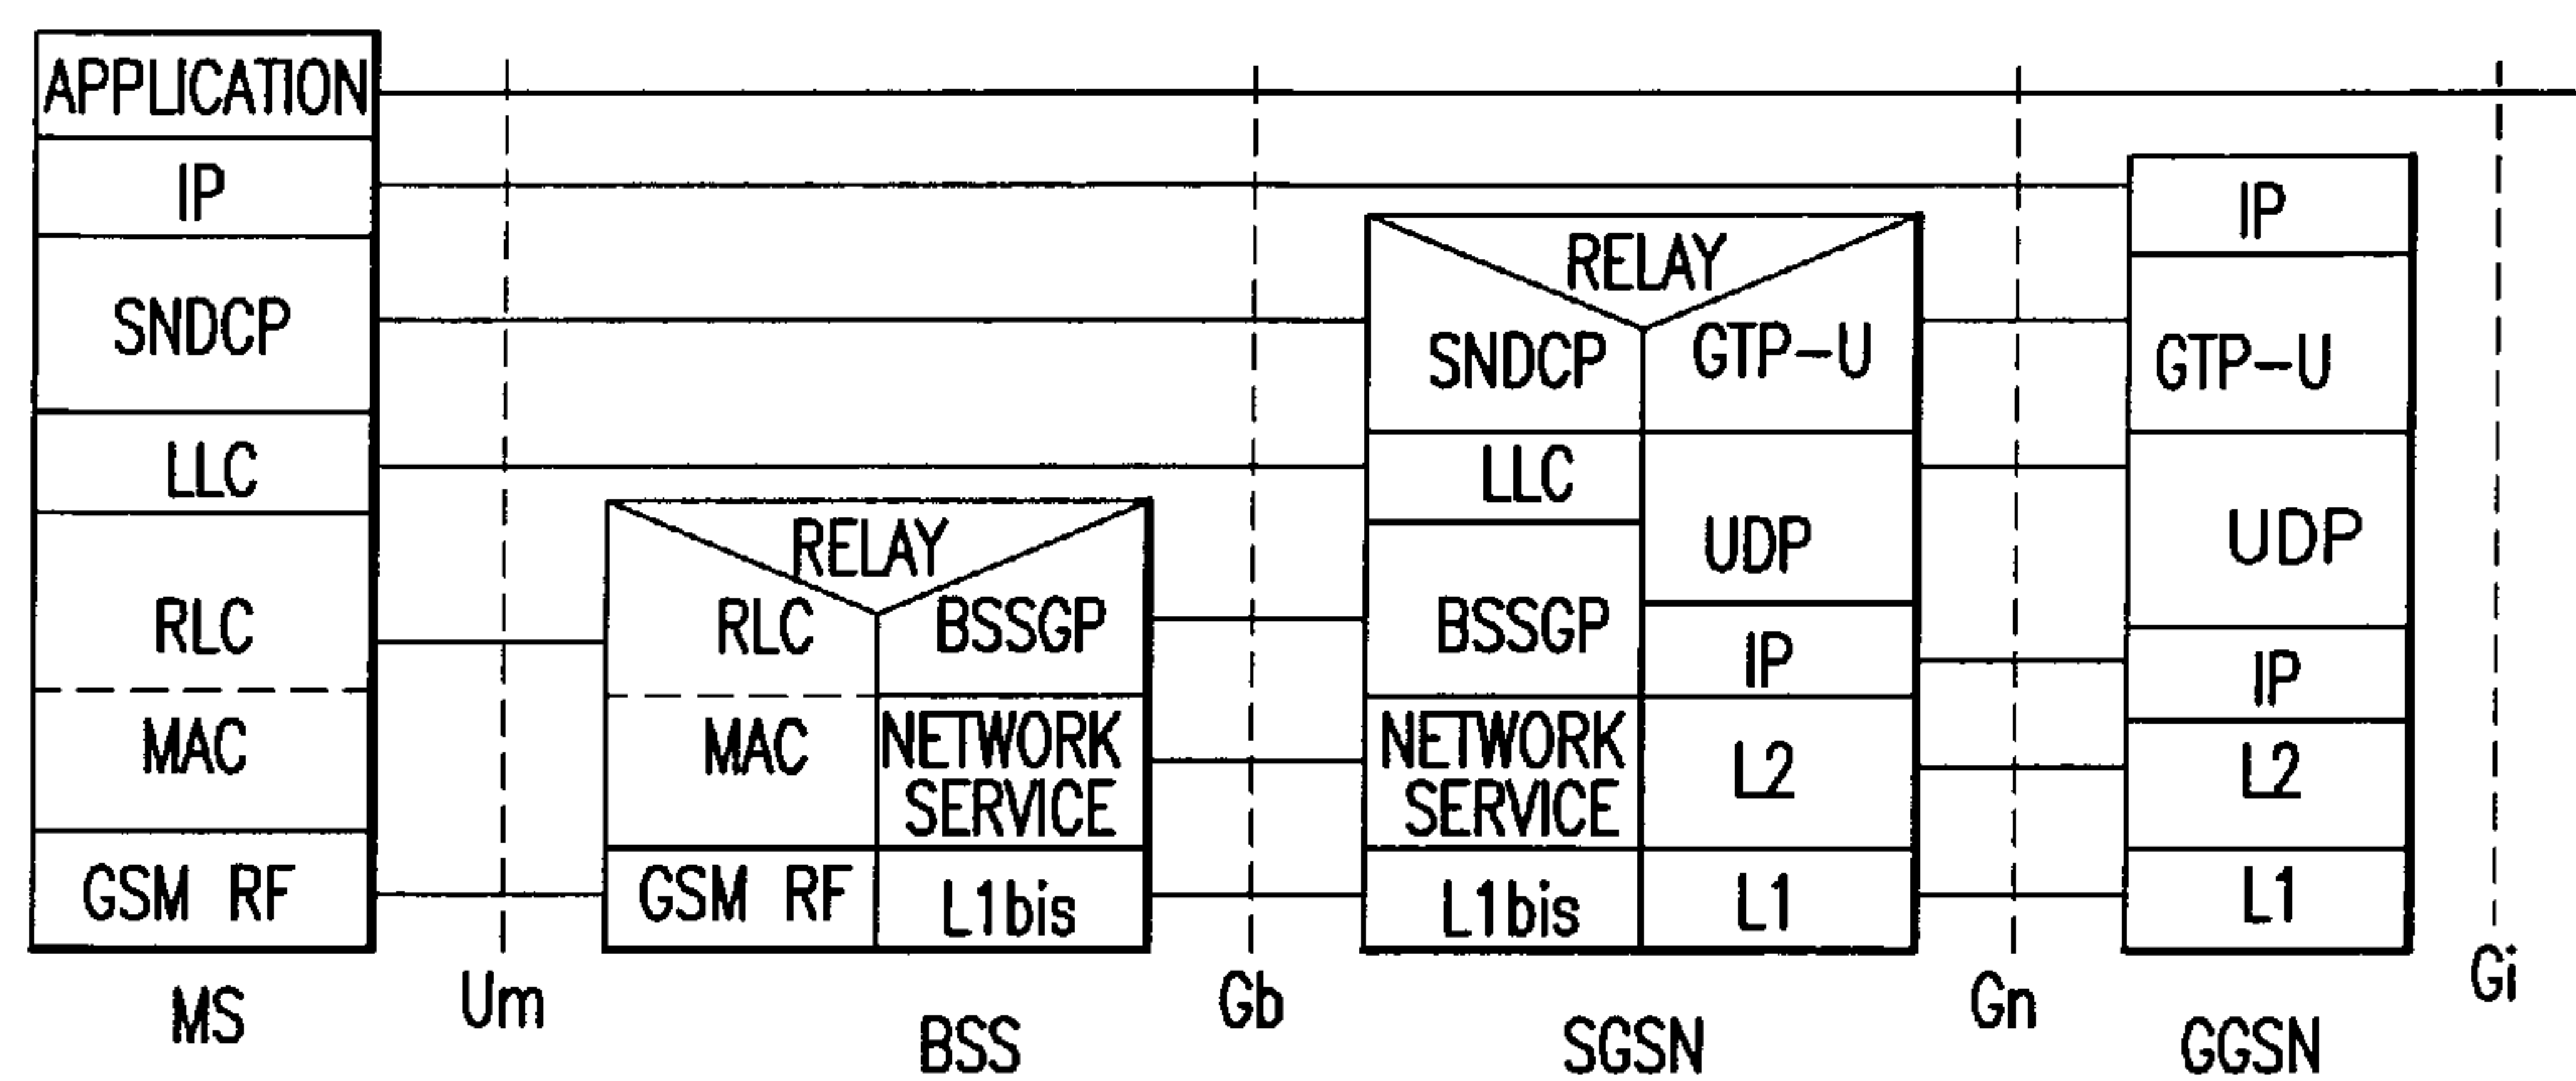 APPLICATION
IP
SNDCP
LLC
RLC
MAC
GSM RF
MS
Um
RELAY
RLC
BSSGP
MAC
NETWORK
SERVICE
GSM RF
L1bis
BSS
Gb
RELAY
SNDCP
GTP-U
LLC
UDP
BSSGP
IP
NETWORK
SERVICE
L2
L1bis
L1
SGSN
Gn
IP
GTP-U
UDP
IP
L2
L1
GGSN
Gi